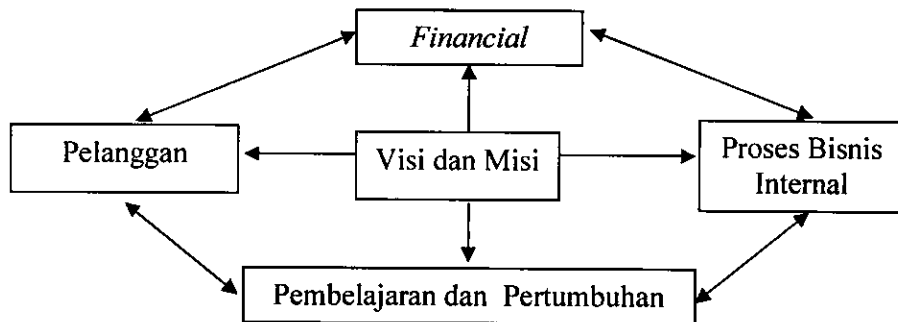 Financial
Pelanggan
Visi dan Misi
Proses Bisnis
Internal
Pembelajaran dan Pertumbuhan